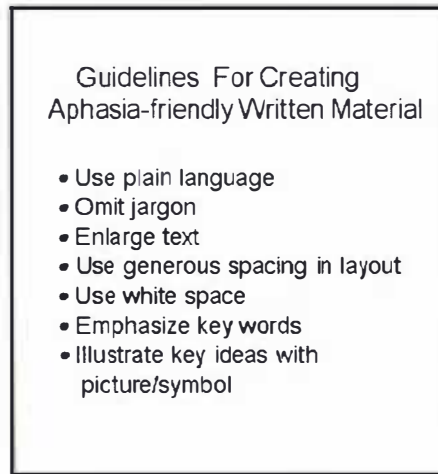 Guidelines For Creating
Aphasia-friendly Written Material
• Use plain language
• Omit jargon
• Enlarge text
• Use generous spacing in layout
• Use white space
• Emphasize key words
• Illustrate key ideas with
picture/symbol